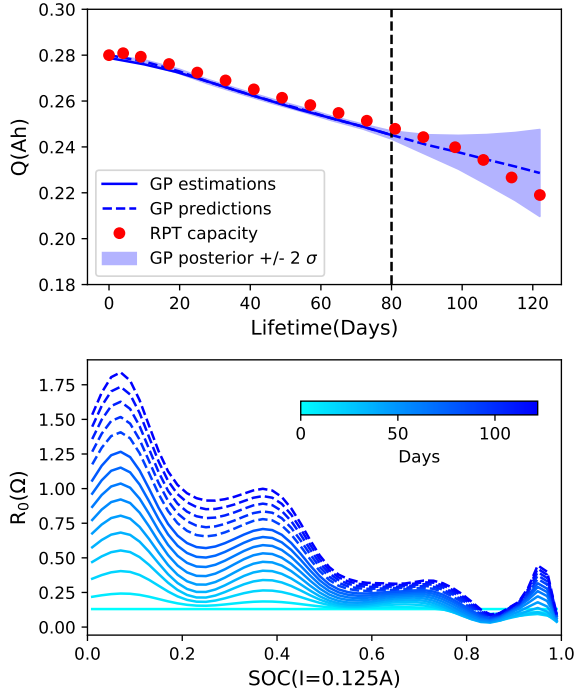 0.30
0.28
0.26
0.24
0.22
0.20
0.18
Q(Ah)
GP estimations
GP predictions
RPT capacity
GP posterior +/- 2 σ
0 20 40 60 80 100 120
Lifetime(Days)
1.75
1.50
1.25
1.00
0.75
0.50
0.25
0.00
R₀(Ω)
0 50 100
Days
0.0 0.2 0.4 0.6 0.8 1.0
SOC(I=0.125A)